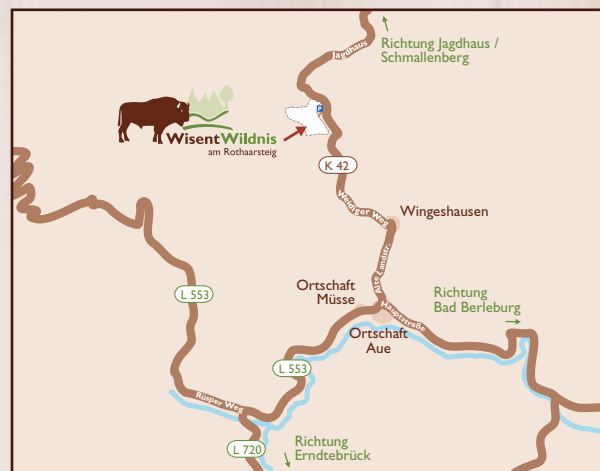 Richtung Jagdhaus /
Schmallenberg
Jagdhaus
P
WisentWildnis
am Rothaarsteig
K 42
Weidiger Weg
Wingeshausen
Alte Landstr.
Ortschaft
Müsse
Richtung
Bad Berleburg
L 553
Hauptstraße
Ortschaft
Aue
L 553
Rüsper Weg
L 720
Richtung
Erndtebrück